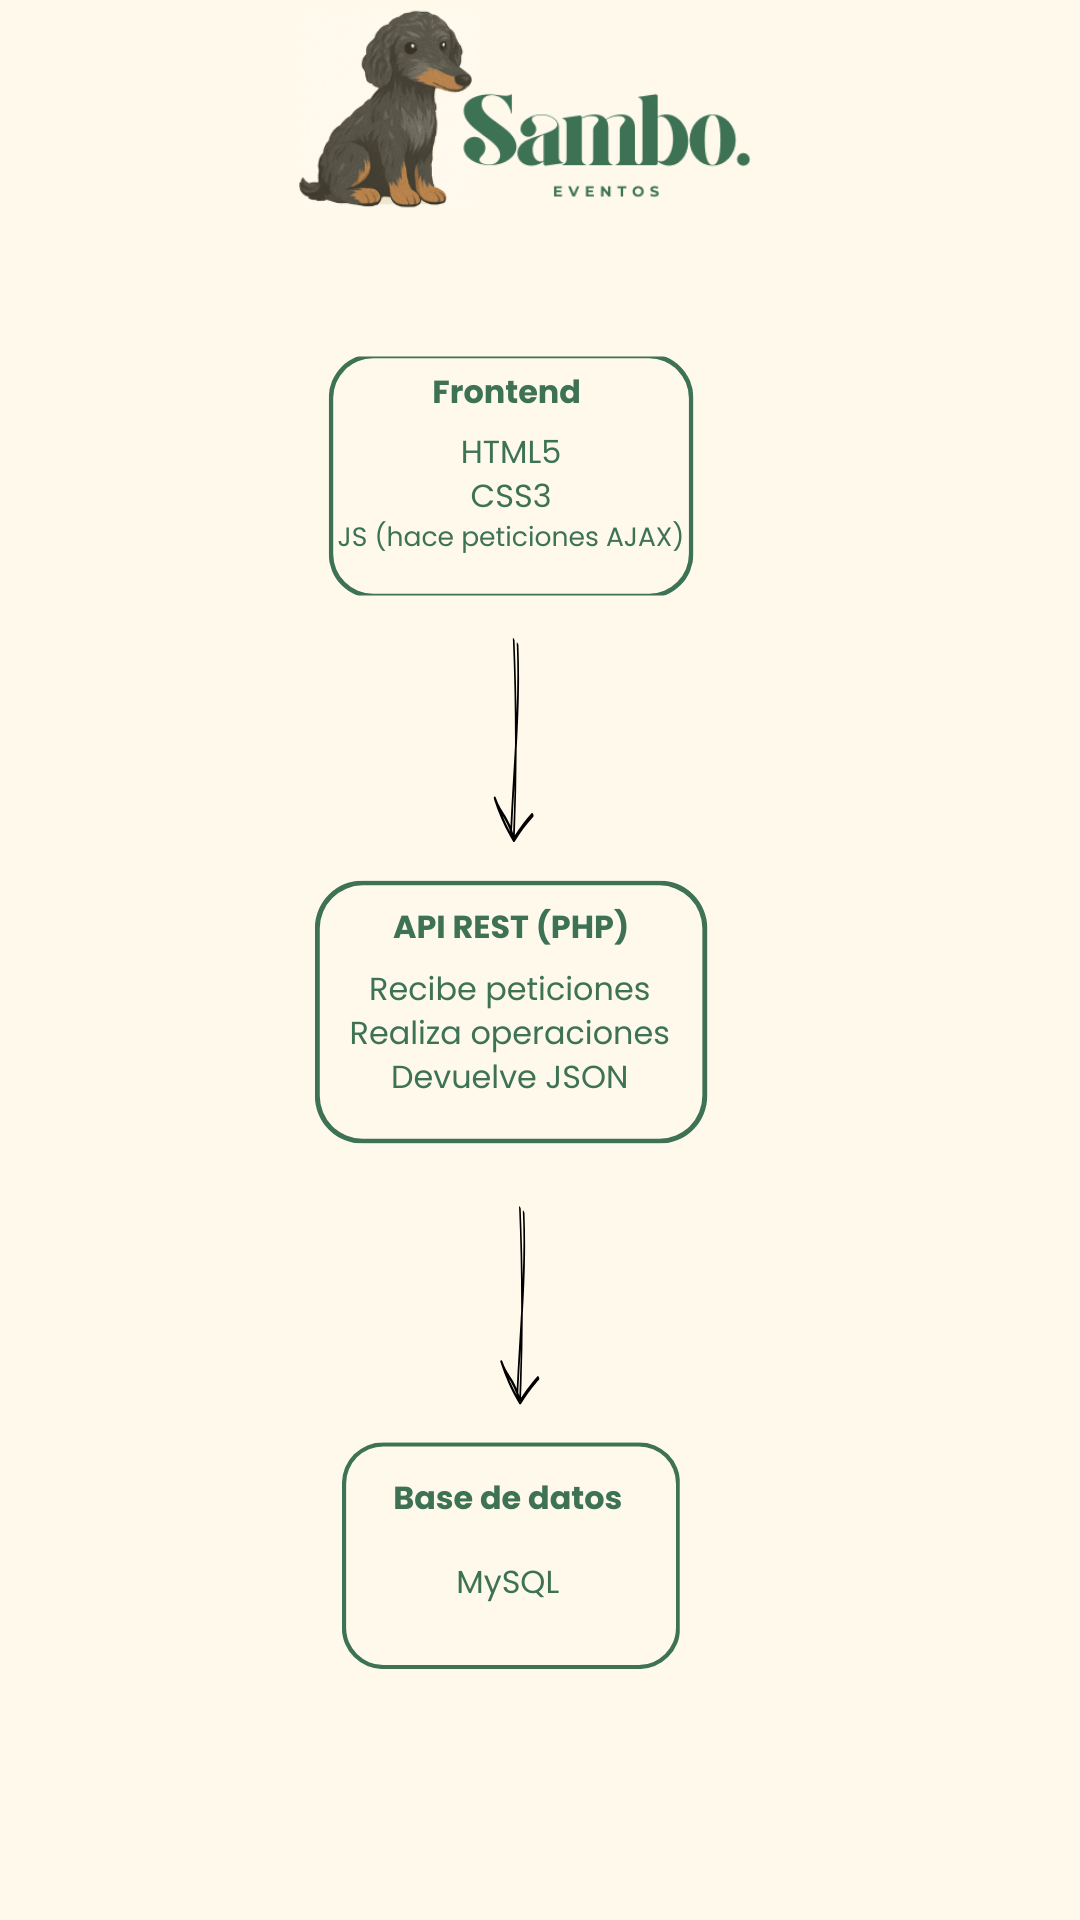 Sambo.
EVENTOS
Frontend
HTML5
CSS3
JS (hace peticiones AJAX)
API REST (PHP)
Recibe peticiones
Realiza operaciones
Devuelve JSON
Base de datos
MySQL